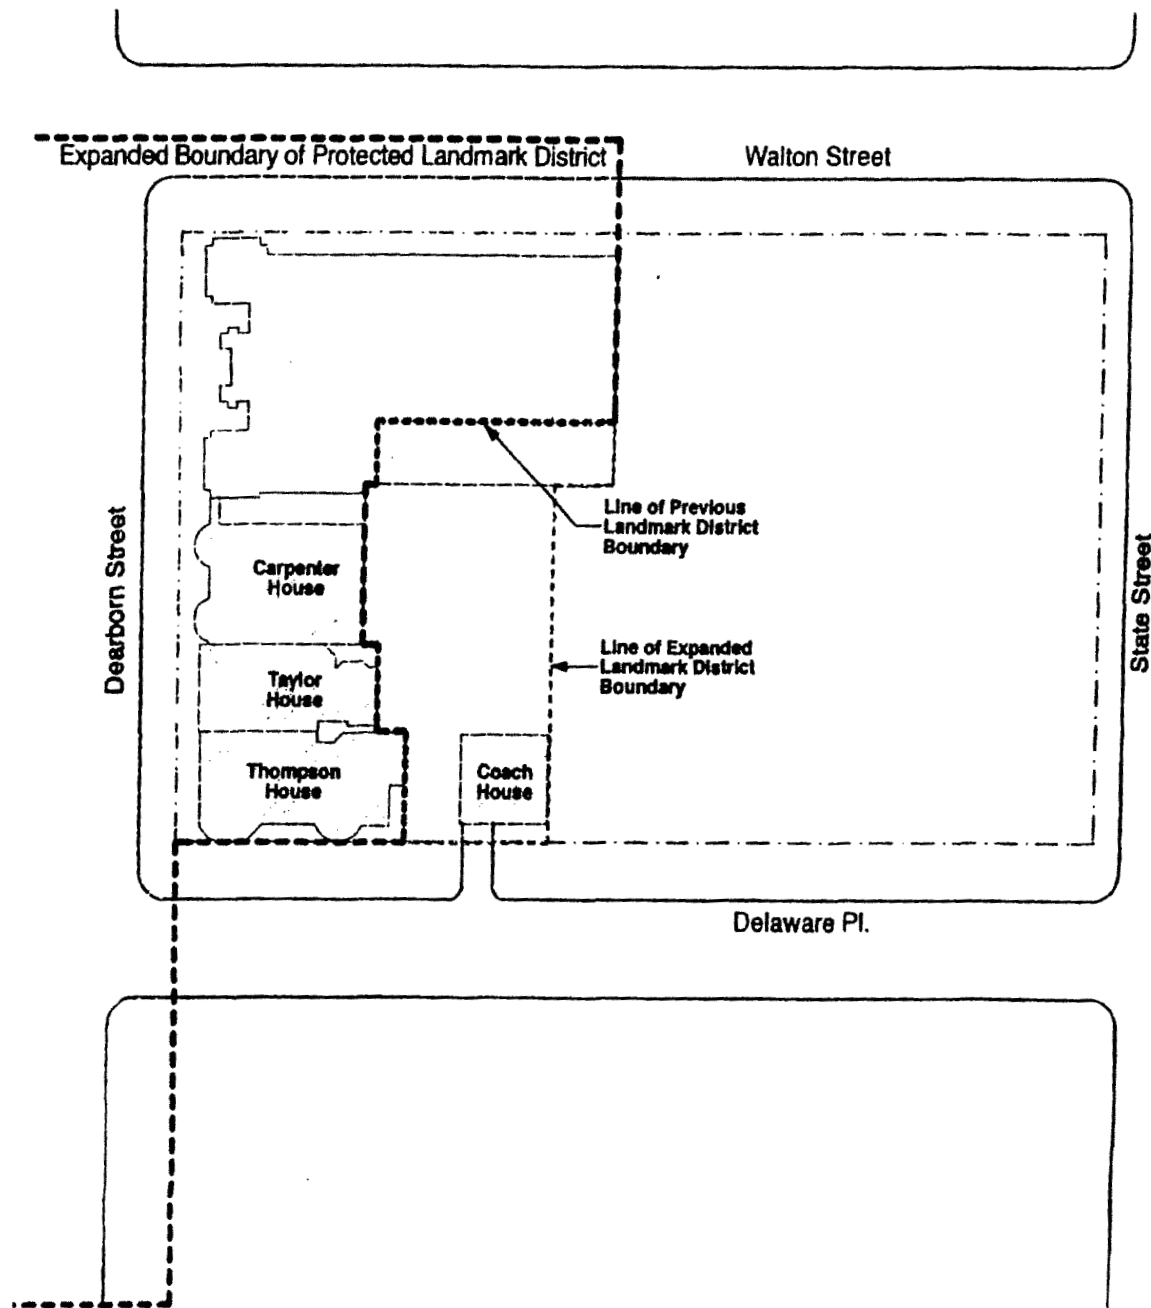 Expanded Boundary of Protected Landmark District
Walton Street
Line of Previous
Landmark District
Boundary
Dearborn Street
Carpenter
House
State Street
Line of Expanded
Landmark District
Boundary
Taylor
House
Thompson
House
Coach
House
Delaware Pl.